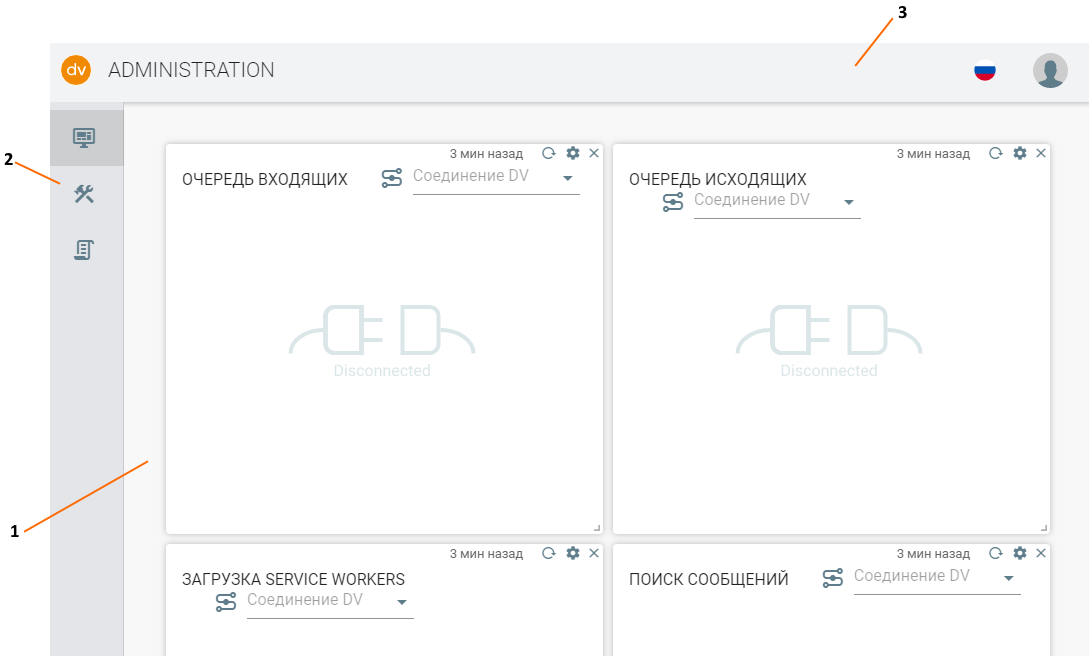 3
dv ADMINISTRATION
2
3 мин назад
ОЧЕРЕДЬ ВХОДЯЩИХ
Соединение DV
Disconnected
3 мин назад
ОЧЕРЕДЬ ИСХОДЯЩИХ
Соединение DV
Disconnected
1
3 мин назад
ЗАГРУЗКА SERVICE WORKERS
Соединение DV
3 мин назад
ПОИСК СООБЩЕНИЙ
Соединение DV